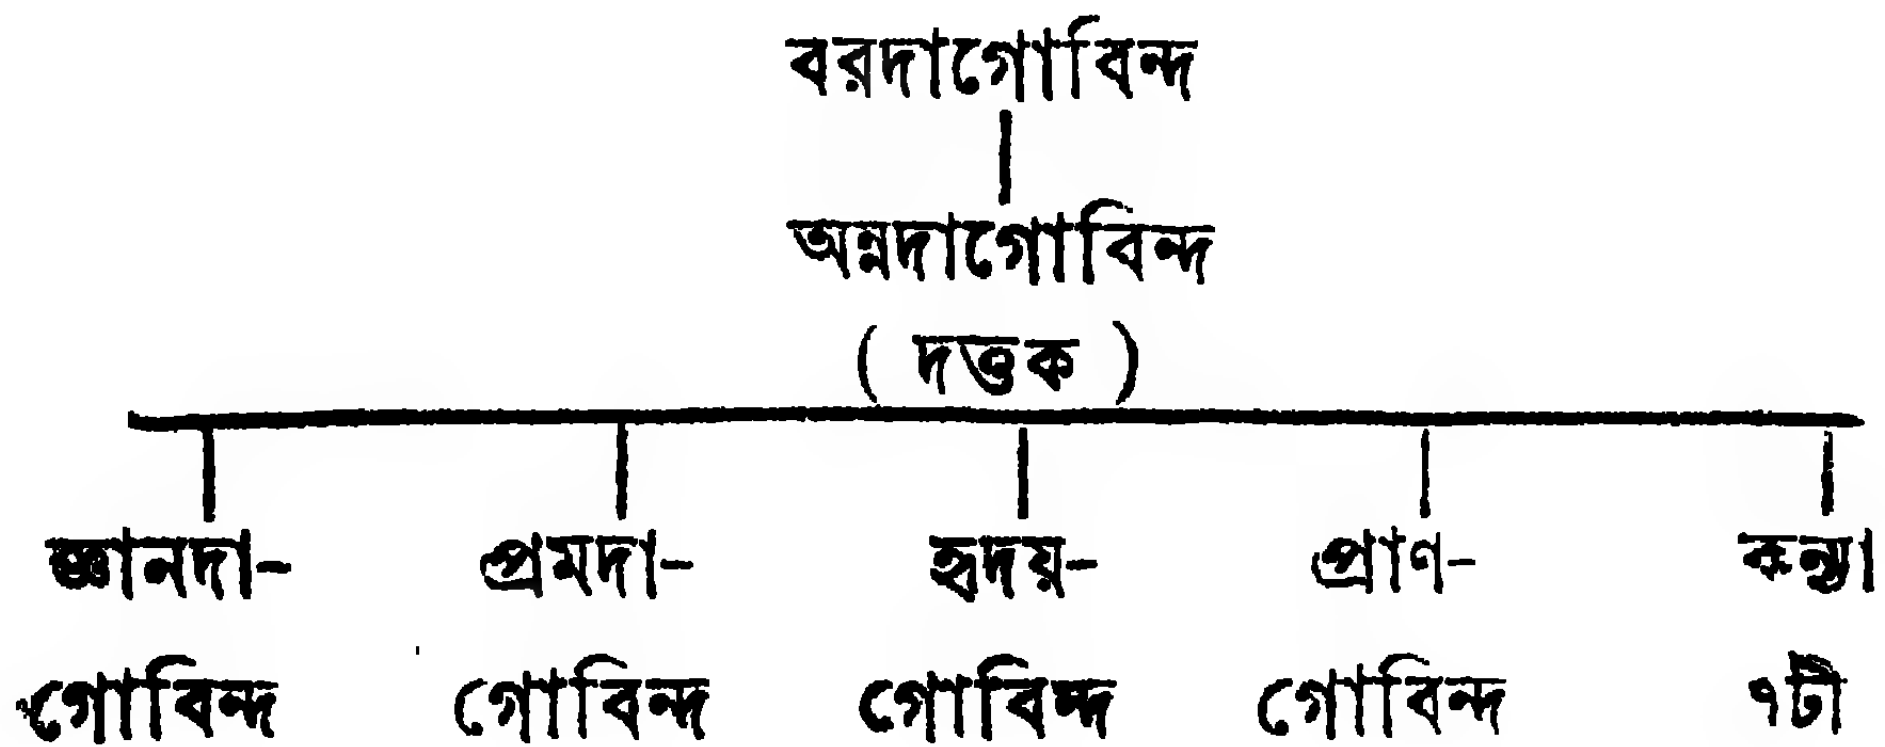 বরদাগোবিন্দ
অন্নদাগোবিন্দ
( দত্তক )
জ্ঞানদা- প্রমদা- হৃদয়- প্রাণ- কন্যা
গোবিন্দ গোবিন্দ গোবিন্দ গোবিন্দ ৭টী